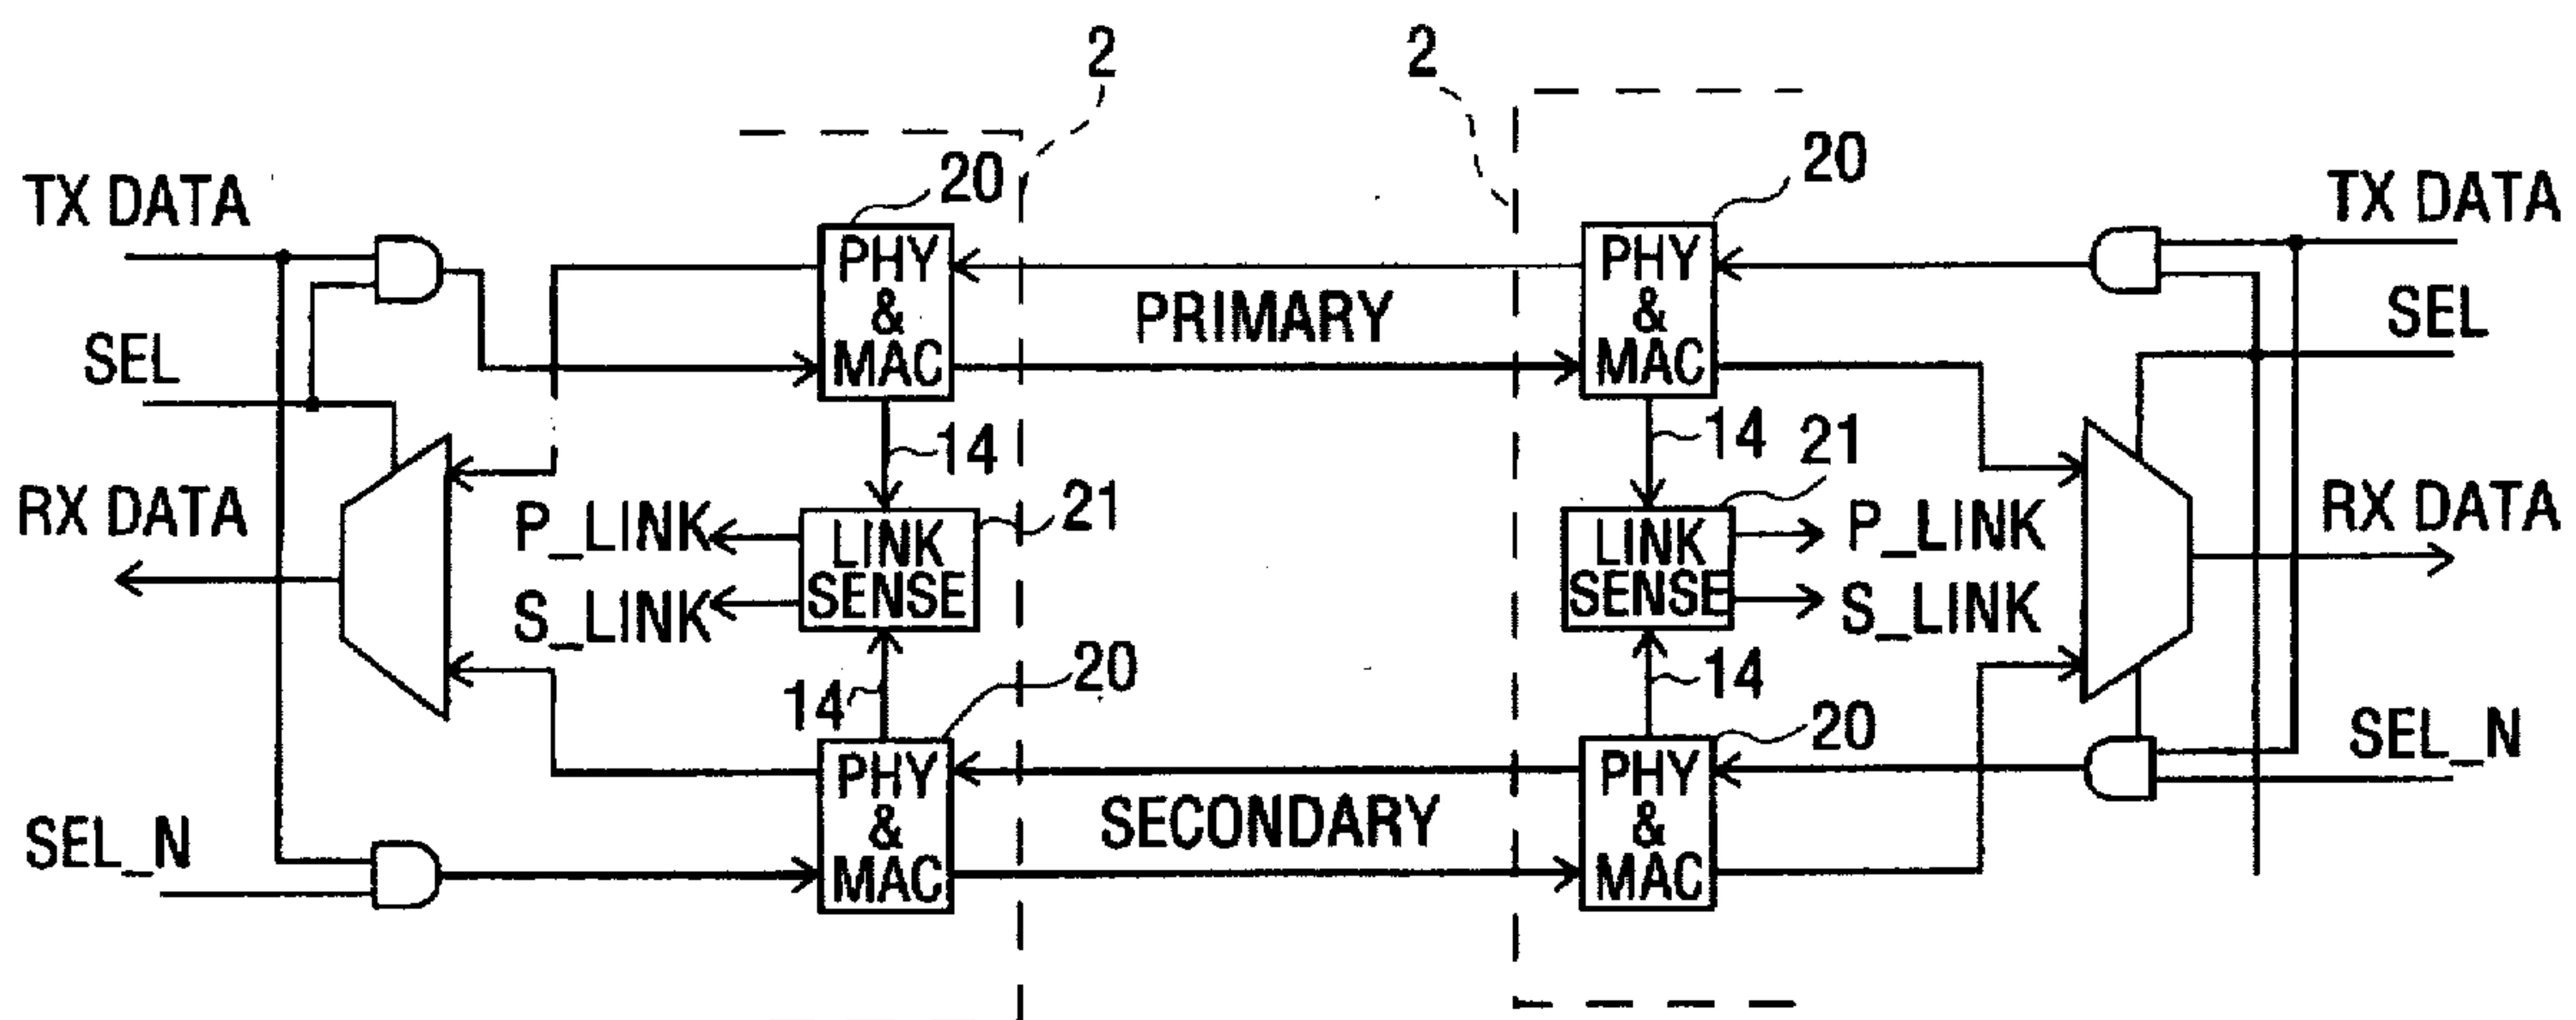 2
2
20
20
TX DATA
TX DATA
PHY
&
MAC
PHY
&
MAC
PRIMARY
SEL
SEL
14
14
21
21
RX DATA
P_LINK
S_LINK
LINK
SENSE
LINK
SENSE
P_LINK
S_LINK
RX DATA
14
20
14
20
SEL_N
PHY
&
MAC
PHY
&
MAC
SECONDARY
SEL_N